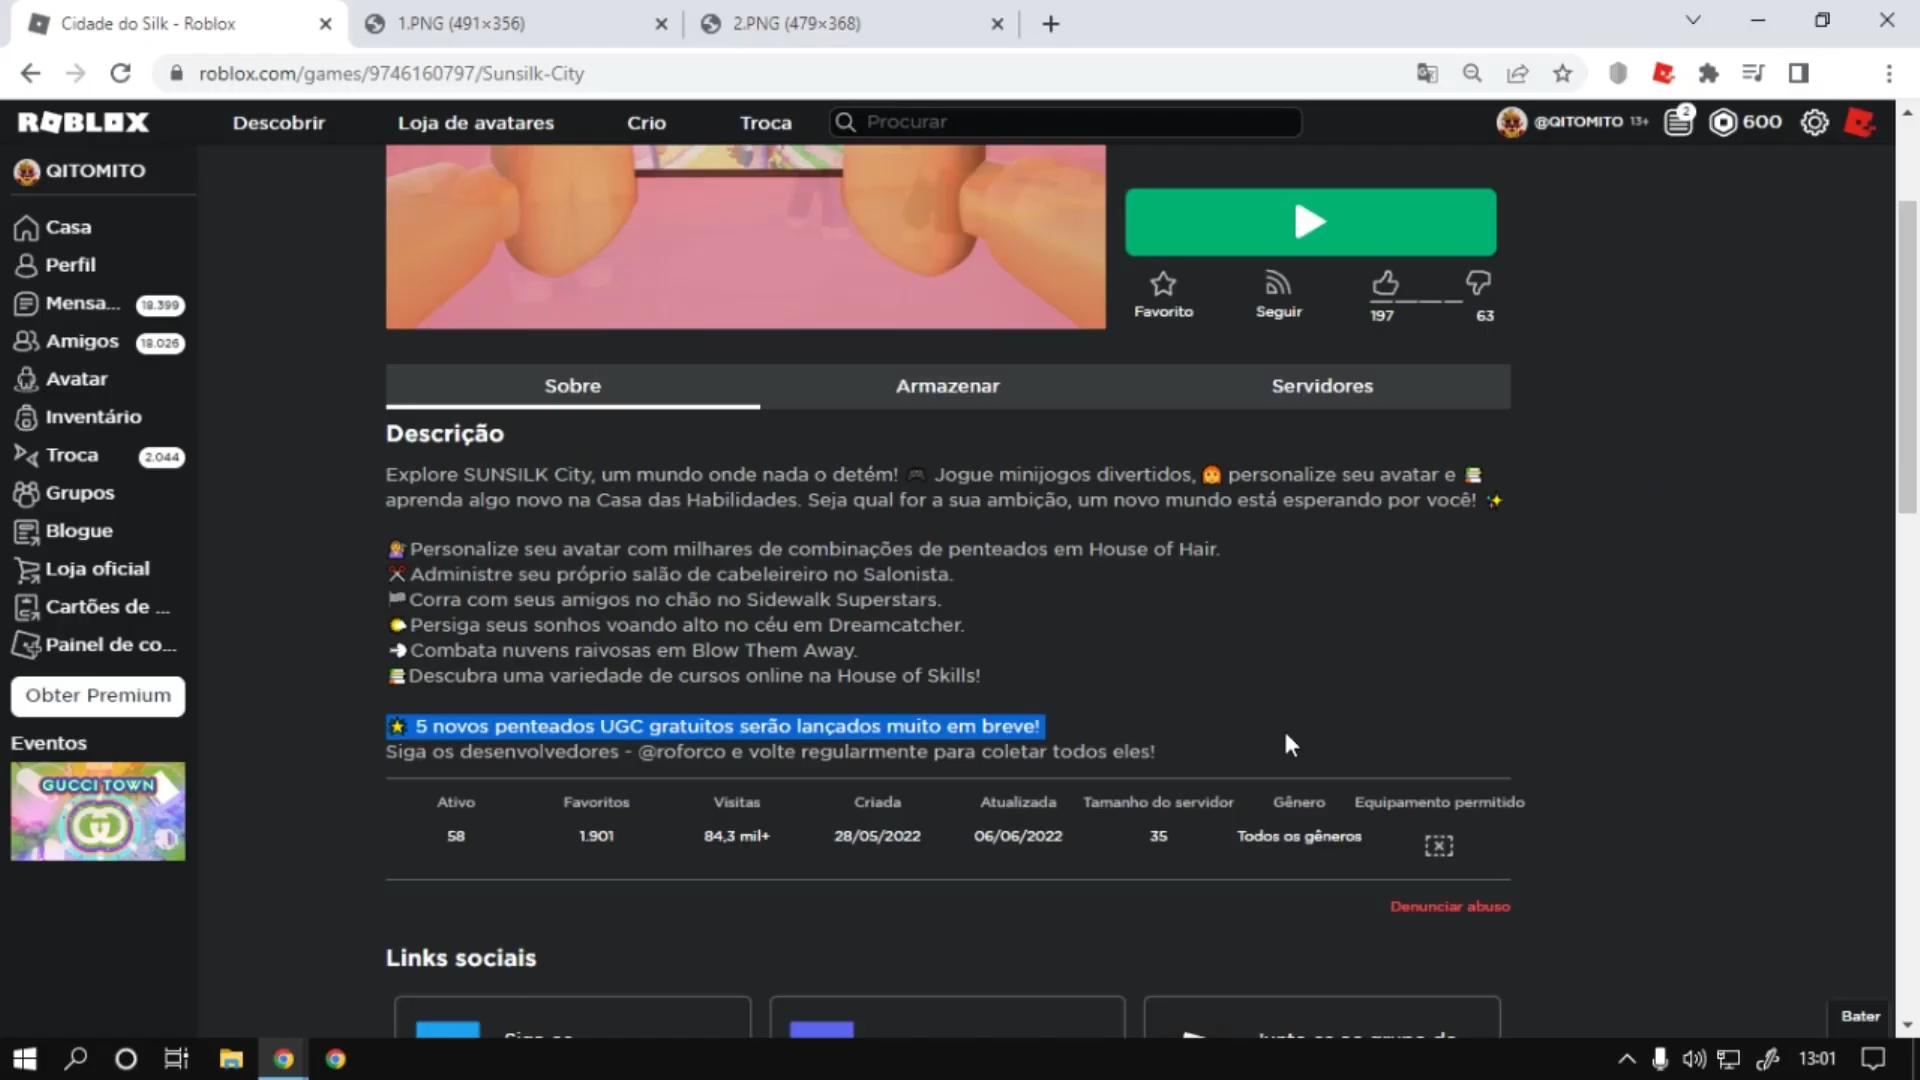 Cidade do Silk - Roblox
1.PNG (491×356)
2.PNG (479×368)
roblox.com/games/9746160797/Sunsilk-City
ROBLOX
Descobrir
Loja de avatares
Crio
Troca
Procurar
@QITOMITO 13+
2
600
QITOMITO
Casa
Perfil
Mensa... 18.399
Amigos 18.026
Avatar
Inventário
Troca 2.044
Grupos
Blogue
Loja oficial
Cartões de ...
Painel de co...
Obter Premium
Eventos
GUCCI TOWN
Favorito
Seguir
197
63
Sobre
Armazenar
Servidores
Descrição
Explore SUNSILK City, um mundo onde nada o detém! 🎮 Jogue minijogos divertidos, 👩‍🦰 personalize seu avatar e 📚
aprenda algo novo na Casa das Habilidades. Seja qual for a sua ambição, um novo mundo está esperando por você! ✨
💇Personalize seu avatar com milhares de combinações de penteados em House of Hair.
✂Administre seu próprio salão de cabeleireiro no Salonista.
🏁Corra com seus amigos no chão no Sidewalk Superstars.
🌤Persiga seus sonhos voando alto no céu em Dreamcatcher.
💨Combata nuvens raivosas em Blow Them Away.
📚Descubra uma variedade de cursos online na House of Skills!
🌟 5 novos penteados UGC gratuitos serão lançados muito em breve!
Siga os desenvolvedores - @roforco e volte regularmente para coletar todos eles!
Ativo Favoritos Visitas Criada Atualizada Tamanho do servidor Gênero Equipamento permitido
58 1.901 84,3 mil+ 28/05/2022 06/06/2022 35 Todos os gêneros
Denunciar abuso
Links sociais
Bater
13:01